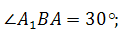 ∠A₁BA = 30°;